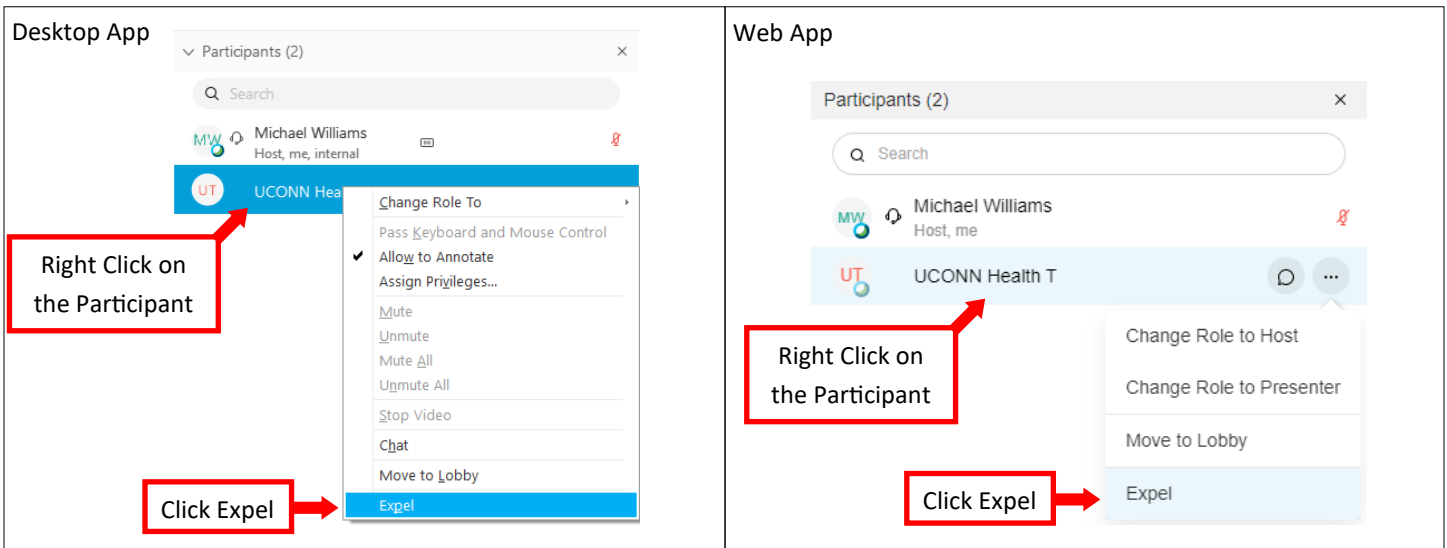 Desktop App
Participants (2)
×
Search
MW
Michael Williams
Host, me, internal
UT
UCONN Hea
Change Role To
Pass Keyboard and Mouse Control
Allow to Annotate
Assign Privileges...
Mute
Unmute
Mute All
Unmute All
Stop Video
Chat
Move to Lobby
Expel
Right Click on
the Participant
Click Expel
Web App
Participants (2)
×
Search
MW
Michael Williams
Host, me
UT
UCONN Health T
Change Role to Host
Change Role to Presenter
Move to Lobby
Expel
Right Click on
the Participant
Click Expel